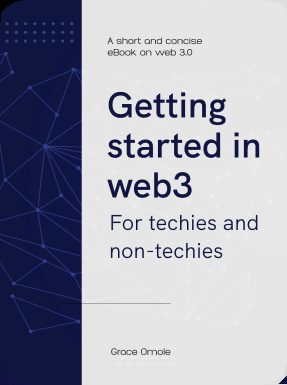 A short and concise
eBook on web 3.0
Getting
started in
web3
For techies and
non-techies
Grace Omole